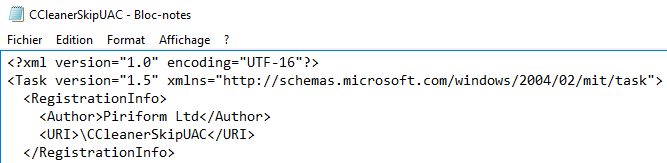 CCleanerSkipUAC - Bloc-notes
Fichier Edition Format Affichage ?
<?xml version="1.0" encoding="UTF-16"?>
<Task version="1.5" xmlns="http://schemas.microsoft.com/windows/2004/02/mit/task">
  <RegistrationInfo>
    <Author>Piriform Ltd</Author>
    <URI>\CCleanerSkipUAC</URI>
  </RegistrationInfo>